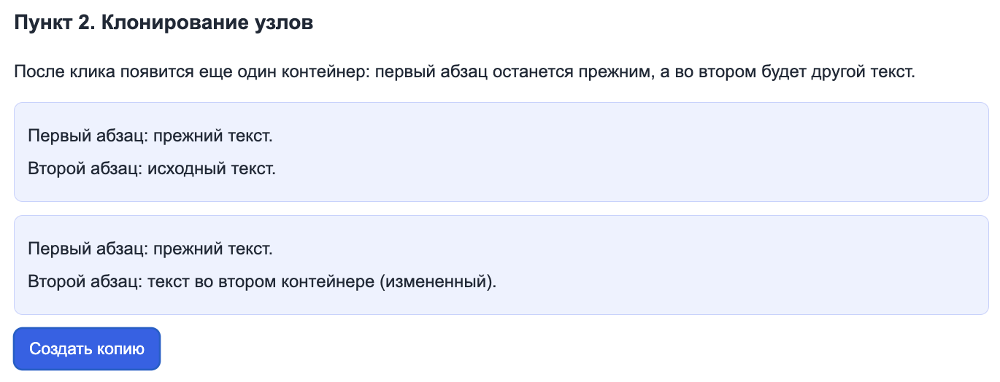 Пункт 2. Клонирование узлов
После клика появится еще один контейнер: первый абзац останется прежним, а во втором будет другой текст.
Первый абзац: прежний текст.
Второй абзац: исходный текст.
Первый абзац: прежний текст.
Второй абзац: текст во втором контейнере (измененный).
Создать копию